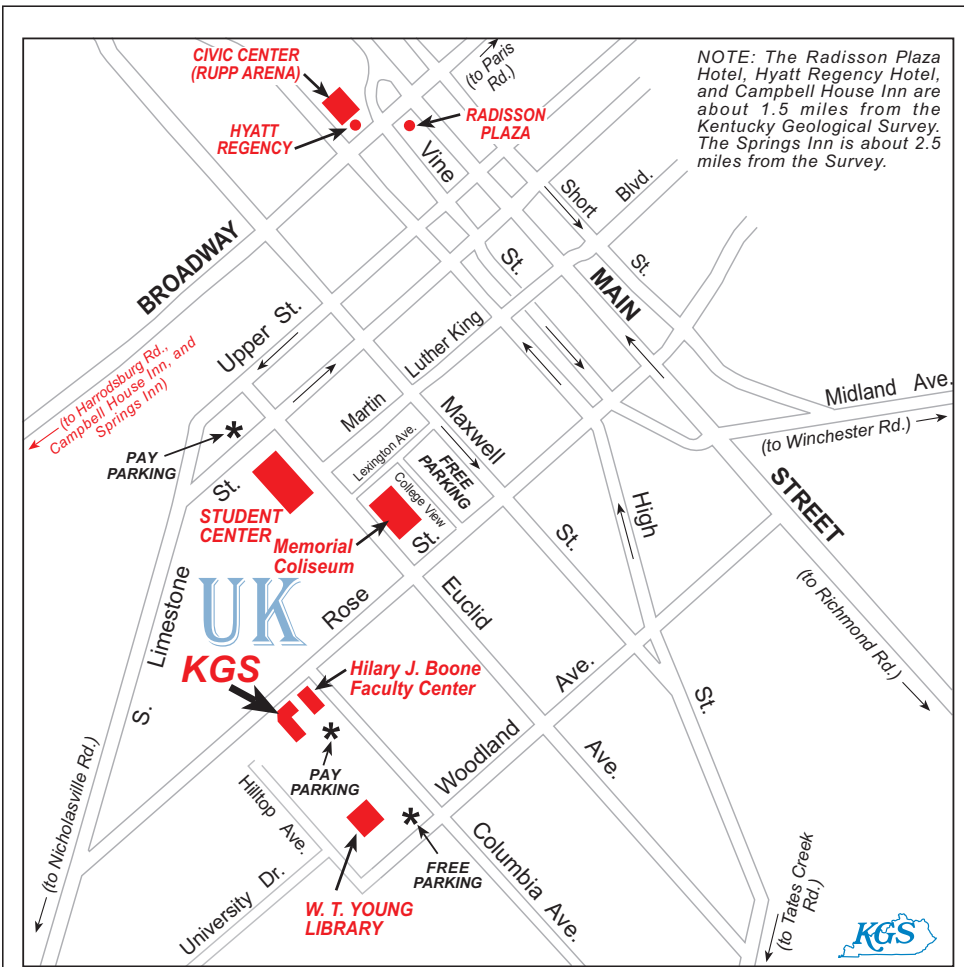 CIVIC CENTER
(RUPP ARENA)
(to Paris
Rd.)
NOTE: The Radisson Plaza
Hotel, Hyatt Regency Hotel,
and Campbell House Inn are
about 1.5 miles from the
Kentucky Geological Survey.
The Springs Inn is about 2.5
miles from the Survey.
HYATT
REGENCY
RADISSON
PLAZA
Vine
St.
Short
St.
Blvd.
BROADWAY
MAIN
STREET
Upper St.
Luther King
Martin
(to Harrodsburg Rd.,
Campbell House Inn, and
Springs Inn)
Midland Ave.
(to Winchester Rd.)
Maxwell
St.
Lexington Ave.
College View
FREE
PARKING
*
PAY
PARKING
St.
STUDENT
CENTER
Memorial
Coliseum
St.
High
St.
(to Richmond Rd.)
UK
Limestone
S.
Rose
Euclid
Ave.
KGS
Hilary J. Boone
Faculty Center
*
PAY
PARKING
Woodland
Ave.
Hilltop
Ave.
*
FREE
PARKING
Columbia Ave.
University Dr.
W. T. YOUNG
LIBRARY
(to Nicholasville Rd.)
(to Tates Creek
Rd.)
KGS